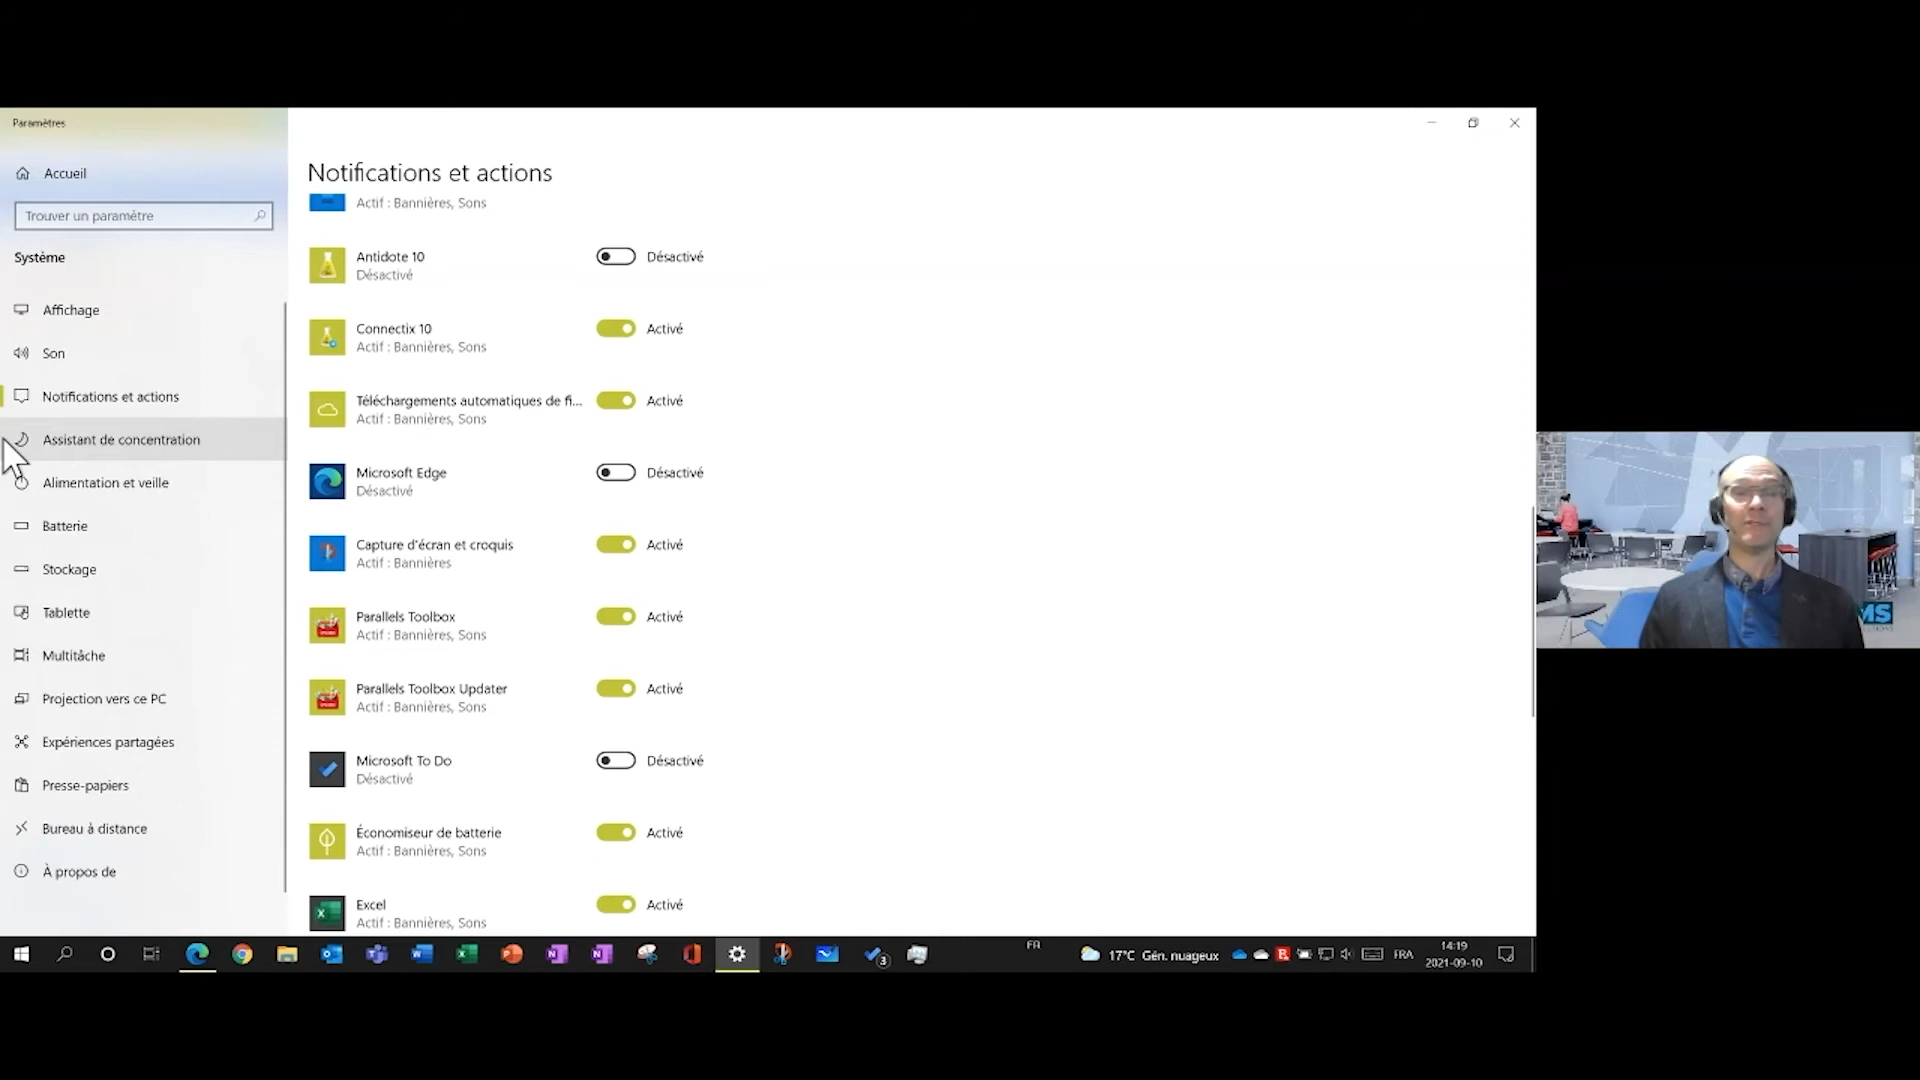 Paramètres
Accueil
Trouver un paramètre
Système
Affichage
Son
Notifications et actions
Assistant de concentration
Alimentation et veille
Batterie
Stockage
Tablette
Multitâche
Projection vers ce PC
Expériences partagées
Presse-papiers
Bureau à distance
À propos de
Notifications et actions
Actif : Bannières, Sons
Antidote 10
Désactivé
Désactivé
Connectix 10
Activé
Actif : Bannières, Sons
Téléchargements automatiques de fi...
Activé
Actif : Bannières, Sons
Microsoft Edge
Désactivé
Désactivé
Capture d'écran et croquis
Activé
Actif : Bannières
Parallels Toolbox
Activé
Actif : Bannières, Sons
Parallels Toolbox Updater
Activé
Actif : Bannières, Sons
Microsoft To Do
Désactivé
Désactivé
Économiseur de batterie
Activé
Actif : Bannières, Sons
Excel
Activé
Actif : Bannières, Sons
MS
3
FR
17°C Gén. nuageux
FRA
14:19
2021-09-10